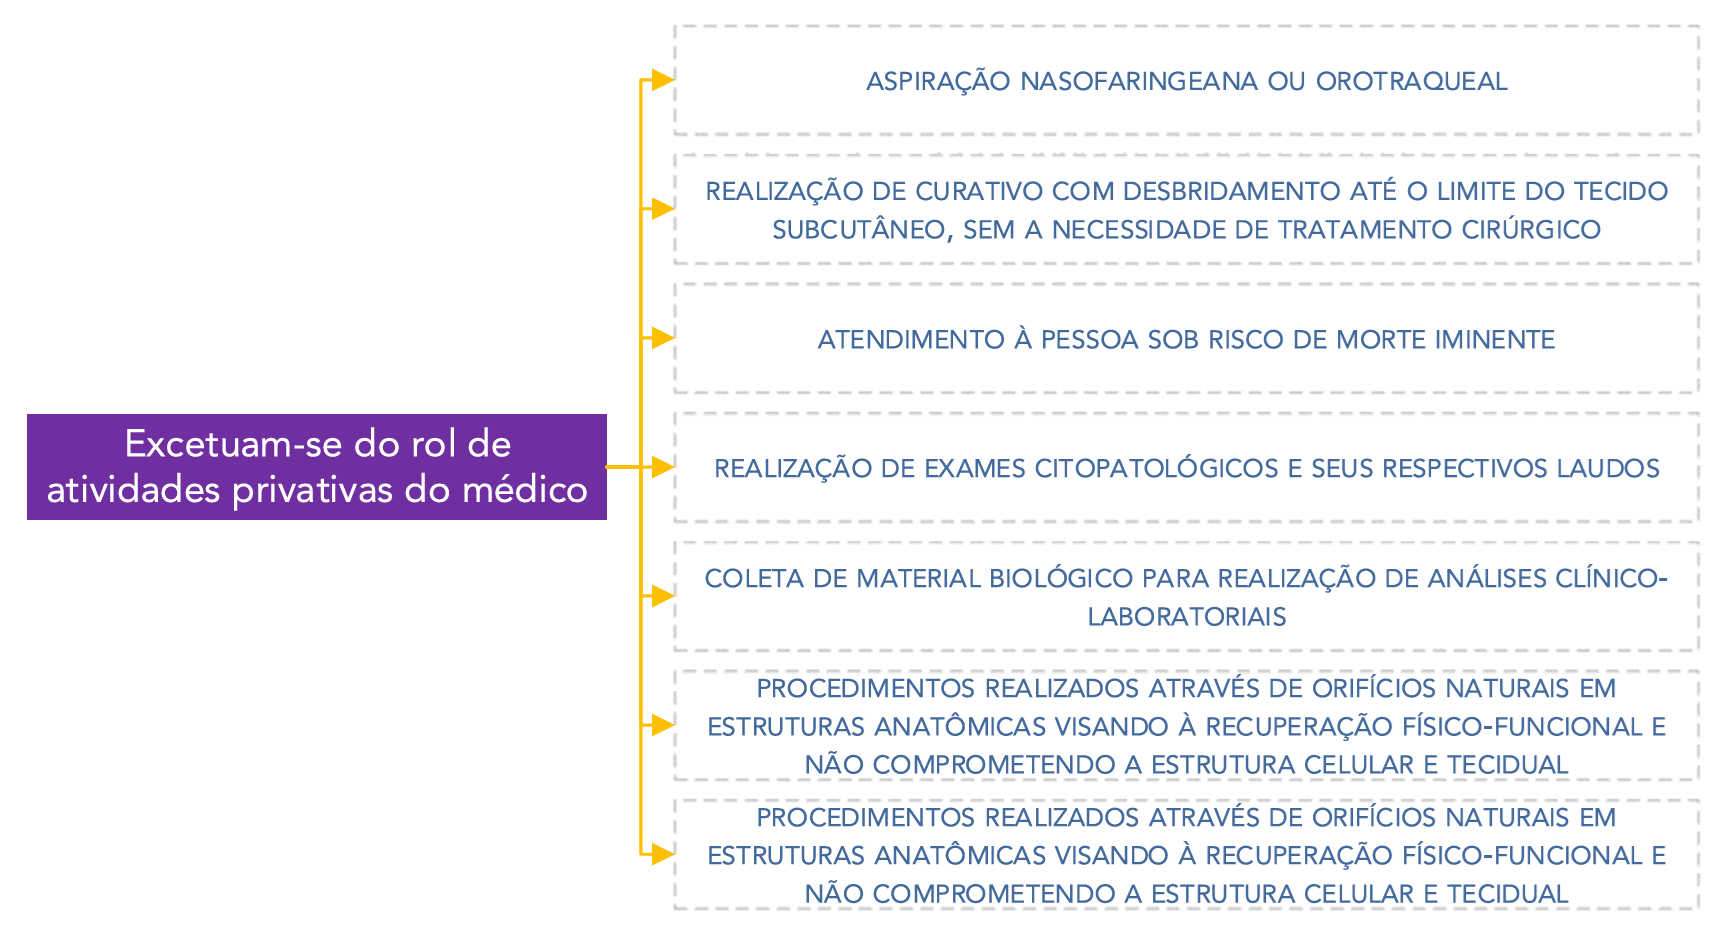 ASPIRAÇÃO NASOFARINGEANA OU OROTRAQUEAL
REALIZAÇÃO DE CURATIVO COM DESBRIDAMENTO ATÉ O LIMITE DO TECIDO
SUBCUTÂNEO, SEM A NECESSIDADE DE TRATAMENTO CIRÚRGICO
ATENDIMENTO À PESSOA SOB RISCO DE MORTE IMINENTE
Excetuam-se do rol de
atividades privativas do médico
REALIZAÇÃO DE EXAMES CITOPATOLÓGICOS E SEUS RESPECTIVOS LAUDOS
COLETA DE MATERIAL BIOLÓGICO PARA REALIZAÇÃO DE ANÁLISES CLÍNICO-
LABORATORIAIS
PROCEDIMENTOS REALIZADOS ATRAVÉS DE ORIFÍCIOS NATURAIS EM
ESTRUTURAS ANATÔMICAS VISANDO À RECUPERAÇÃO FÍSICO-FUNCIONAL E
NÃO COMPROMETENDO A ESTRUTURA CELULAR E TECIDUAL
PROCEDIMENTOS REALIZADOS ATRAVÉS DE ORIFÍCIOS NATURAIS EM
ESTRUTURAS ANATÔMICAS VISANDO À RECUPERAÇÃO FÍSICO-FUNCIONAL E
NÃO COMPROMETENDO A ESTRUTURA CELULAR E TECIDUAL